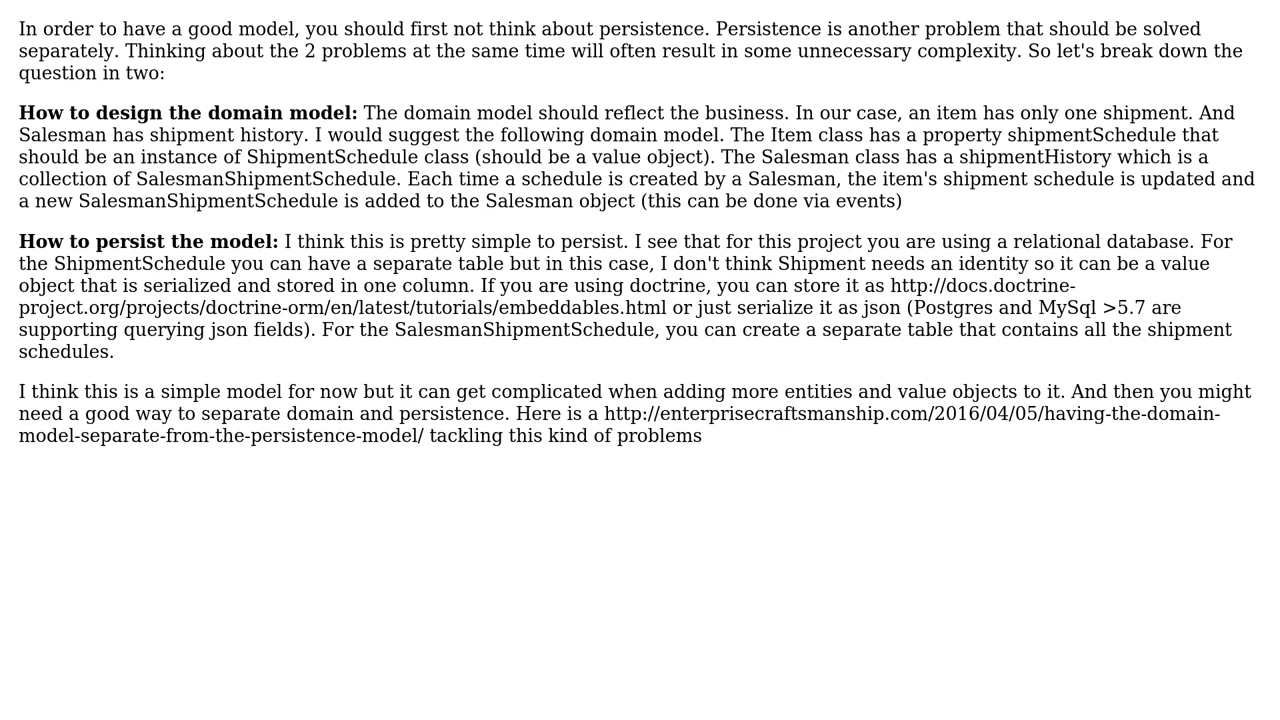 In order to have a good model, you should first not think about persistence. Persistence is another problem that should be solved
separately. Thinking about the 2 problems at the same time will often result in some unnecessary complexity. So let's break down the
question in two:
How to design the domain model: The domain model should reflect the business. In our case, an item has only one shipment. And
Salesman has shipment history. I would suggest the following domain model. The Item class has a property shipmentSchedule that
should be an instance of ShipmentSchedule class (should be a value object). The Salesman class has a shipmentHistory which is a
collection of SalesmanShipmentSchedule. Each time a schedule is created by a Salesman, the item's shipment schedule is updated and
a new SalesmanShipmentSchedule is added to the Salesman object (this can be done via events)
How to persist the model: I think this is pretty simple to persist. I see that for this project you are using a relational database. For
the ShipmentSchedule you can have a separate table but in this case, I don't think Shipment needs an identity so it can be a value
object that is serialized and stored in one column. If you are using doctrine, you can store it as http://docs.doctrine-
project.org/projects/doctrine-orm/en/latest/tutorials/embeddables.html or just serialize it as json (Postgres and MySql >5.7 are
supporting querying json fields). For the SalesmanShipmentSchedule, you can create a separate table that contains all the shipment
schedules.
I think this is a simple model for now but it can get complicated when adding more entities and value objects to it. And then you might
need a good way to separate domain and persistence. Here is a http://enterprisecraftsmanship.com/2016/04/05/having-the-domain-
model-separate-from-the-persistence-model/ tackling this kind of problems